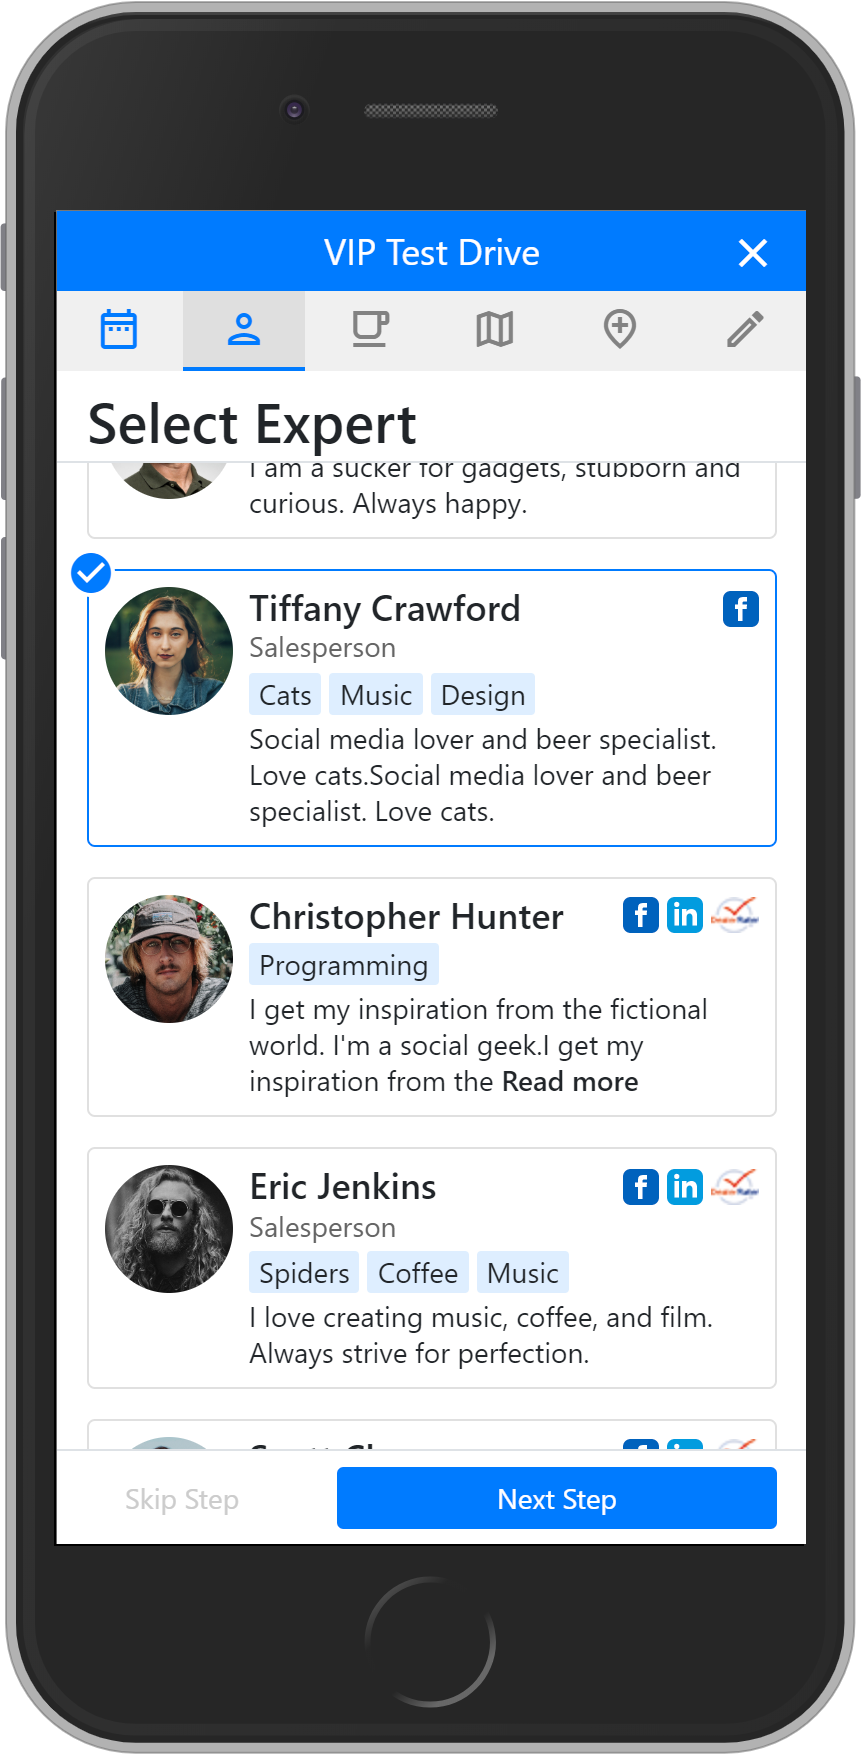 VIP Test Drive
Select Expert
I am a sucker for gadgets, stubborn and
curious. Always happy.
Tiffany Crawford
Salesperson
Cats Music Design
Social media lover and beer specialist.
Love cats.Social media lover and beer
specialist. Love cats.
Christopher Hunter
Programming
I get my inspiration from the fictional
world. I'm a social geek.I get my
inspiration from the Read more
Eric Jenkins
Salesperson
Spiders Coffee Music
I love creating music, coffee, and film.
Always strive for perfection.
Skip Step
Next Step